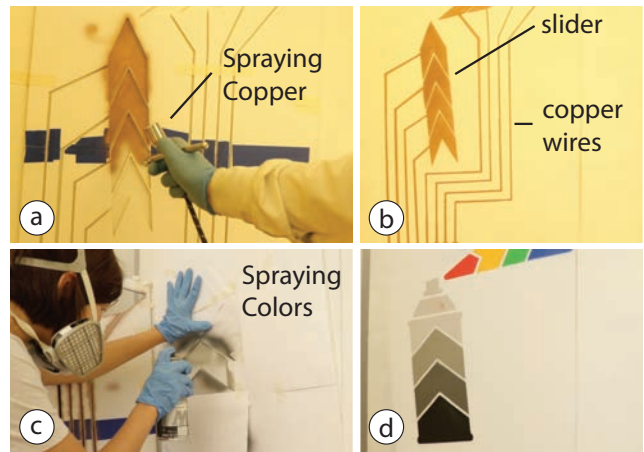 Spraying
Copper
a
slider
copper
wires
b
Spraying
Colors
c
d